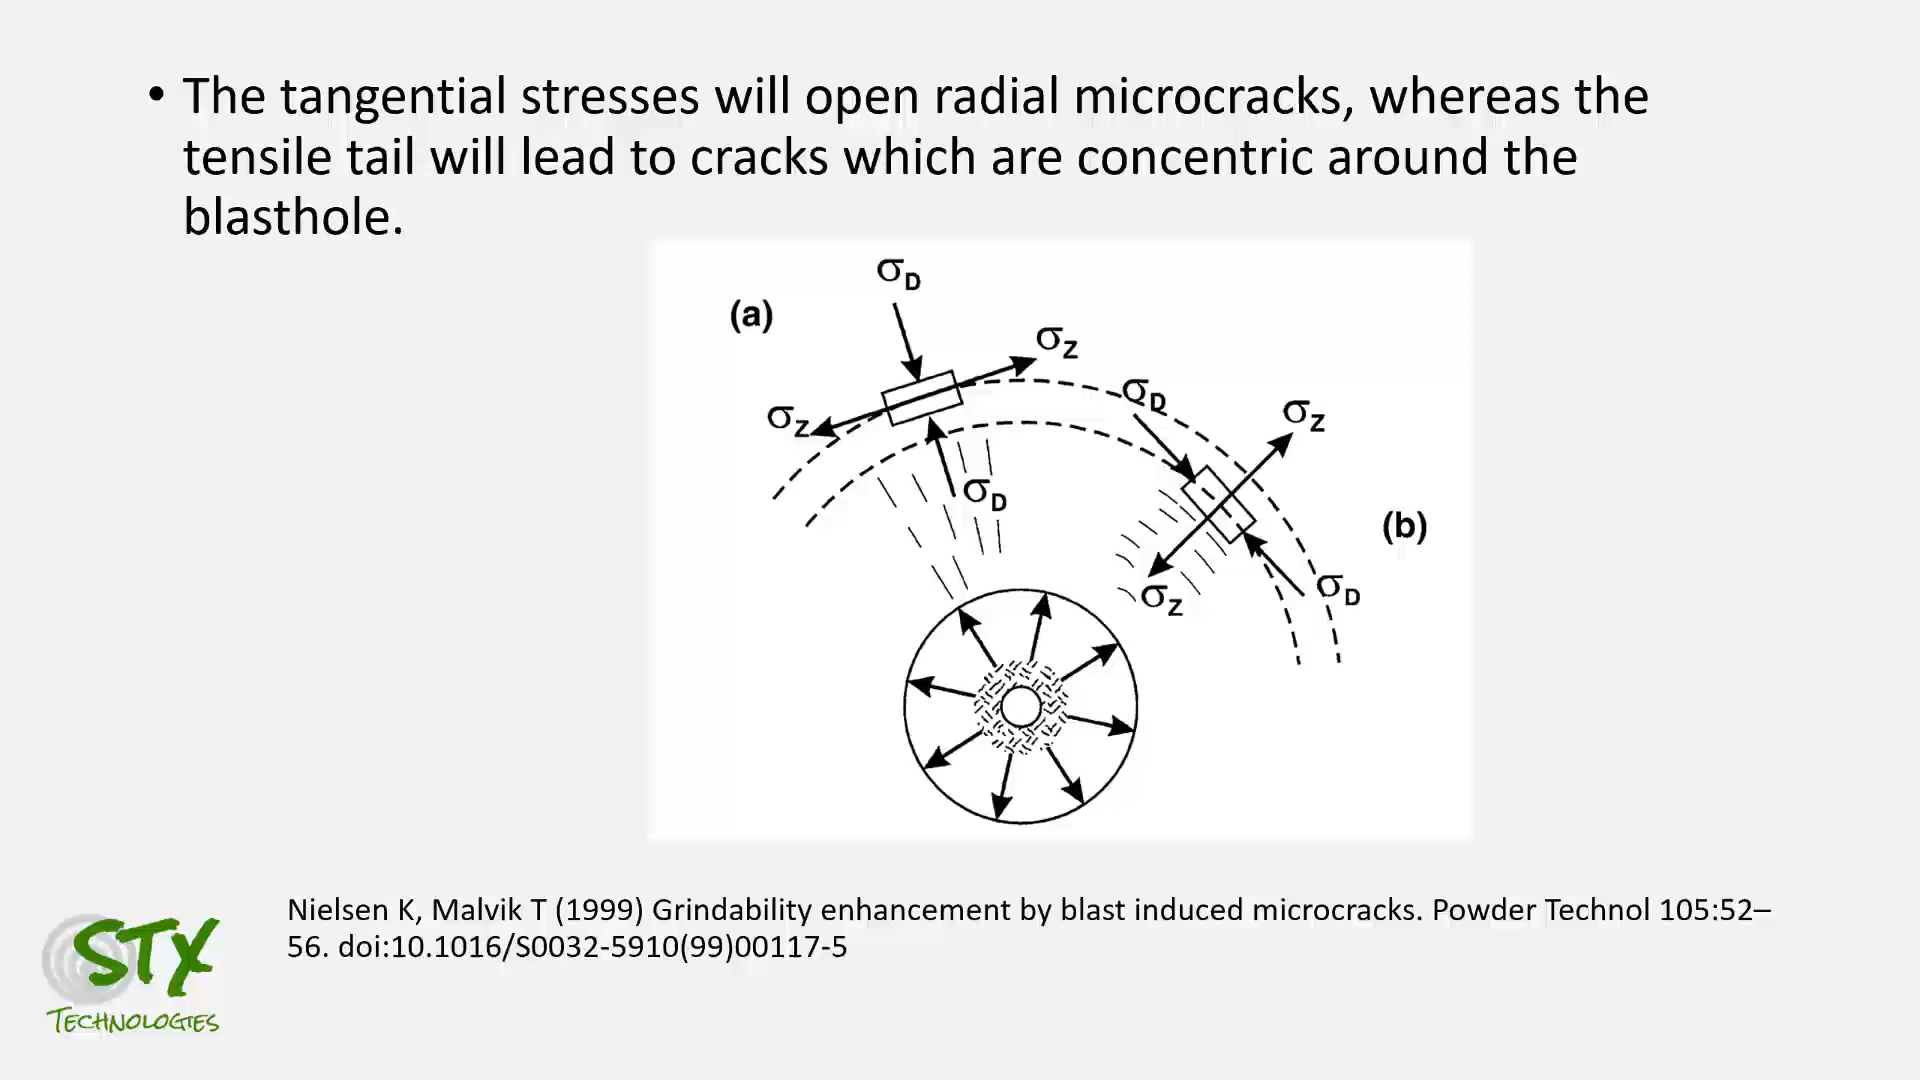 • The tangential stresses will open radial microcracks, whereas the
tensile tail will lead to cracks which are concentric around the
blasthole.
σD
(a)
σZ
σD
σZ
σZ
σD
(b)
σD
σZ
Nielsen K, Malvik T (1999) Grindability enhancement by blast induced microcracks. Powder Technol 105:52–
56. doi:10.1016/S0032-5910(99)00117-5
STX
TECHNOLOGIES